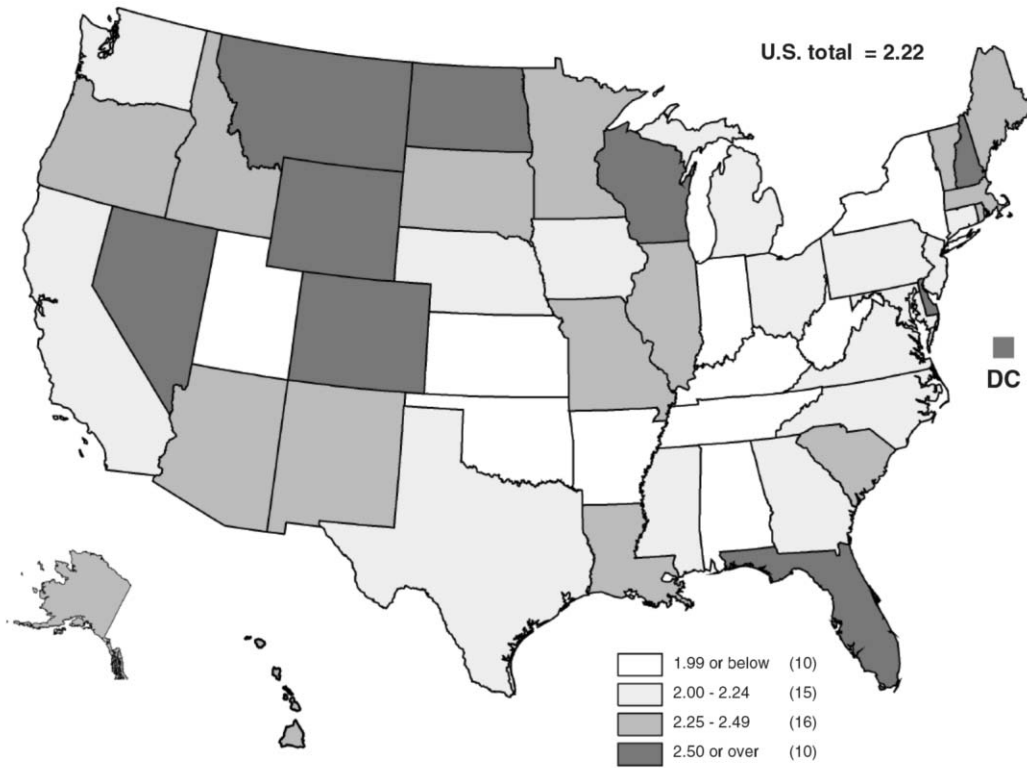 U.S. total = 2.22
DC
1.99 or below (10)
2.00 - 2.24 (15)
2.25 - 2.49 (16)
2.50 or over (10)